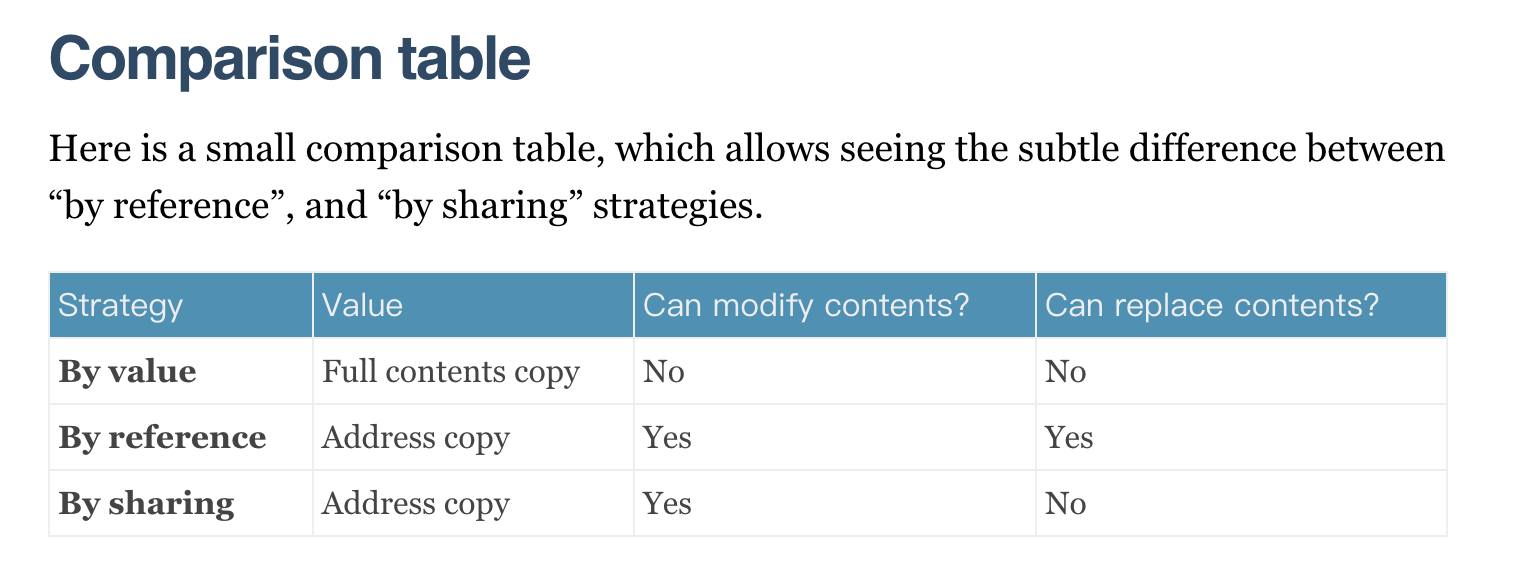 Comparison table
Here is a small comparison table, which allows seeing the subtle difference between
“by reference”, and “by sharing” strategies.
Strategy Value Can modify contents? Can replace contents?
By value Full contents copy No No
By reference Address copy Yes Yes
By sharing Address copy Yes No